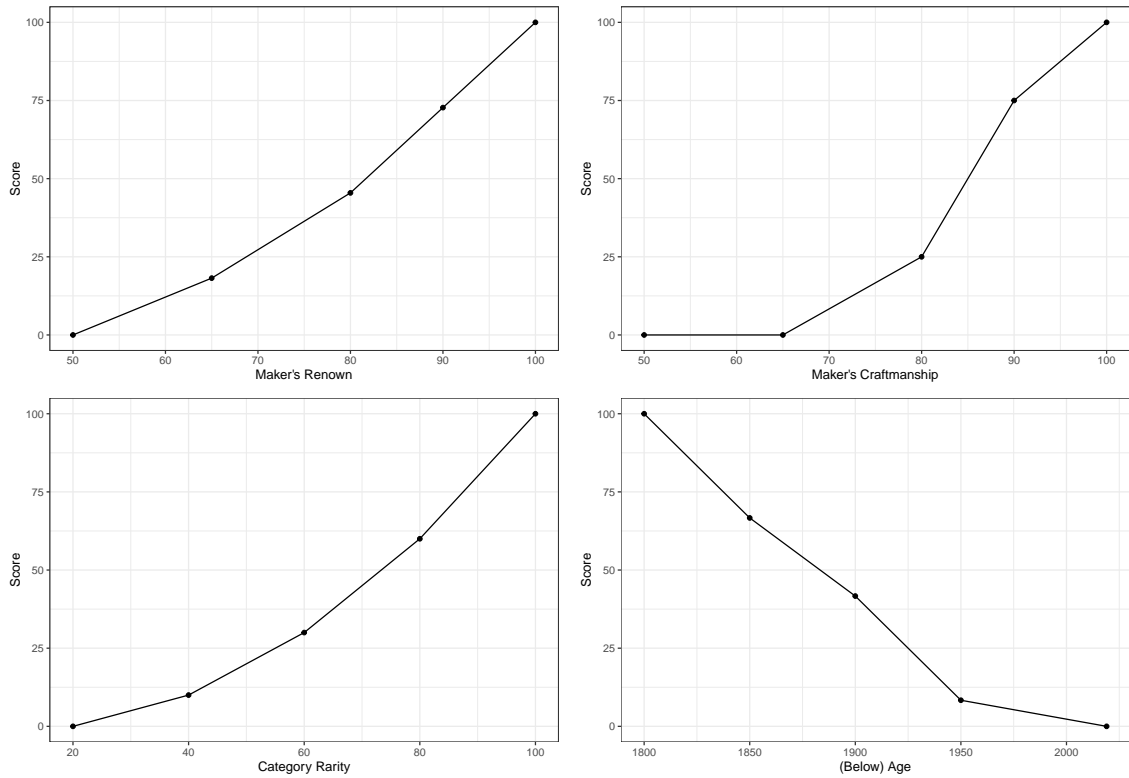 100
75
50
25
0
Score
50 60 70 80 90 100
Maker's Renown
100
75
50
25
0
Score
50 60 70 80 90 100
Maker's Craftmanship
100
75
50
25
0
Score
20 40 60 80 100
Category Rarity
100
75
50
25
0
Score
1800 1850 1900 1950 2000
(Below) Age